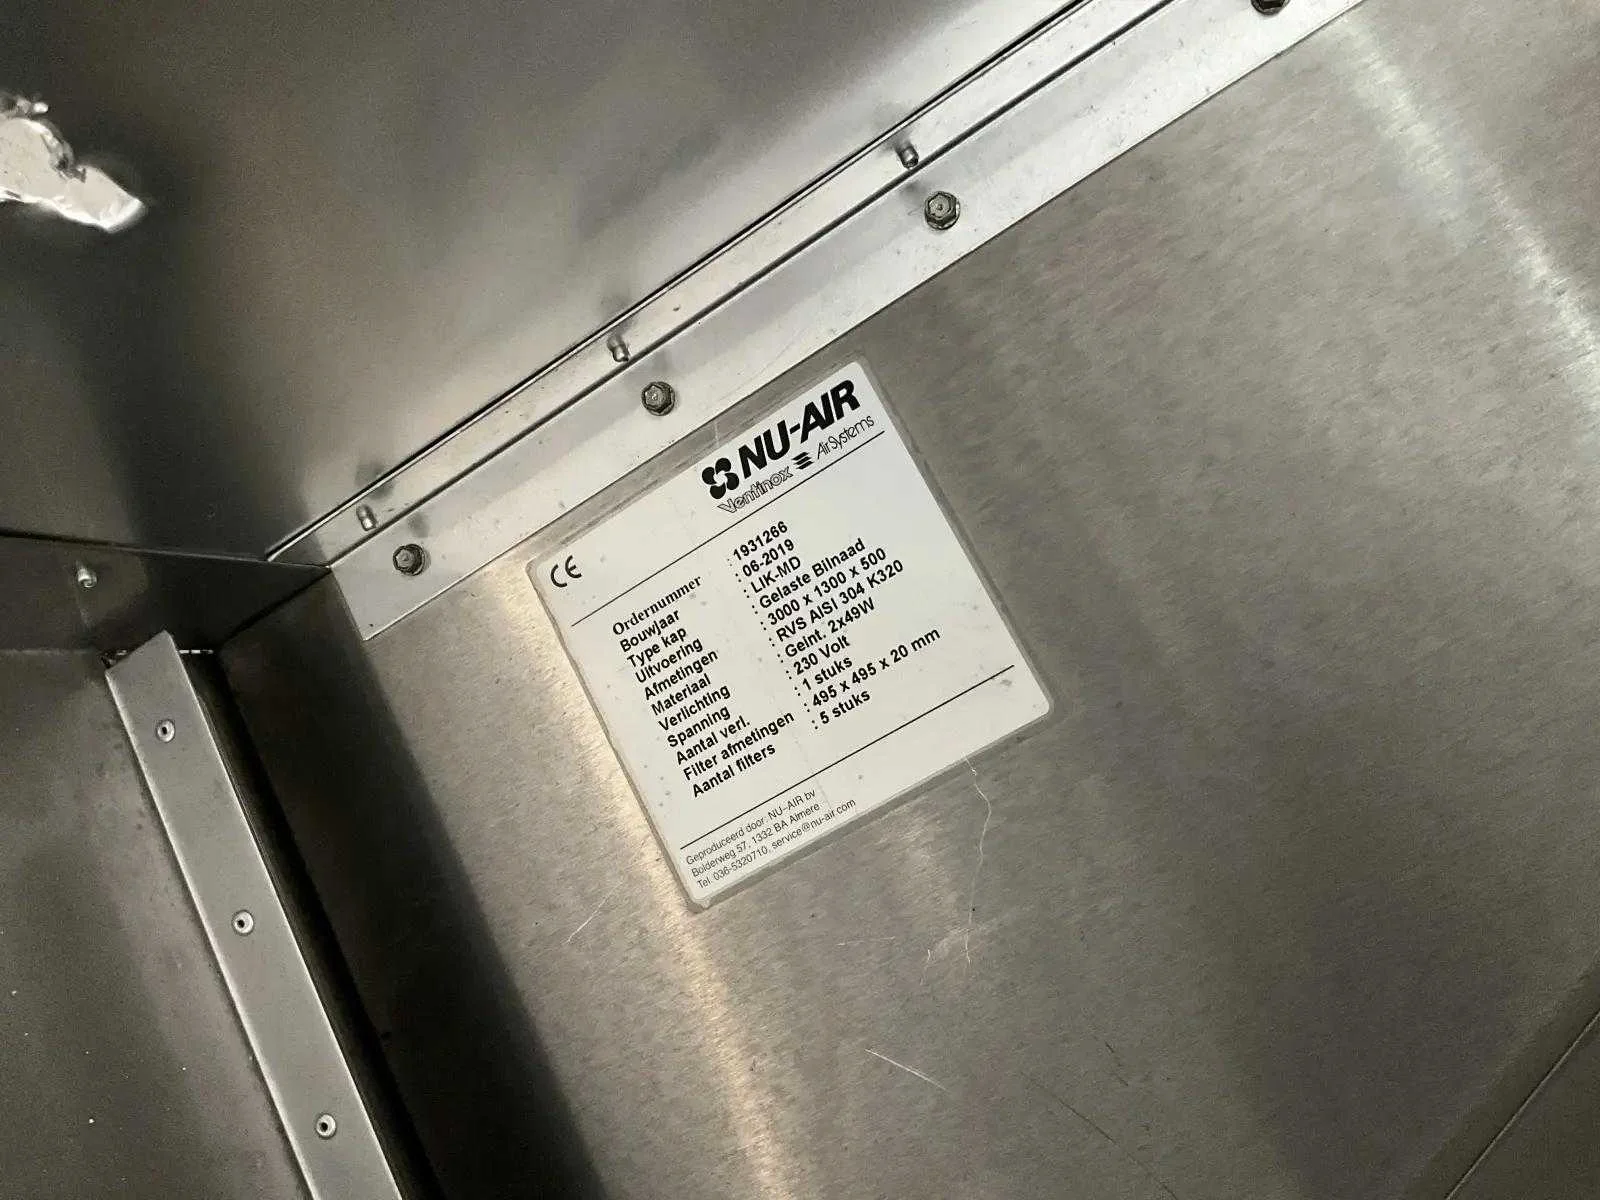 NU-AIR
Ventinox AirSystems
CE
Ordernummer : 1931266
Bouwjaar : 06-2019
Type kap : LIK-MD
Uitvoering : Gelaste Bilnaad
Afmetingen : 3000 x 1300 x 500
Materiaal : RVS AISI 304 K320
Verlichting : Geint. 2x49W
Spanning : 230 Volt
Aantal verl. : 1 stuks
Filter afmetingen : 495 x 495 x 20 mm
Aantal filters : 5 stuks
Geproduceerd door: NU-AIR bv
Bolderweg 57, 1332 BA Almere
Tel. 036-5320710, service@nu-air.com